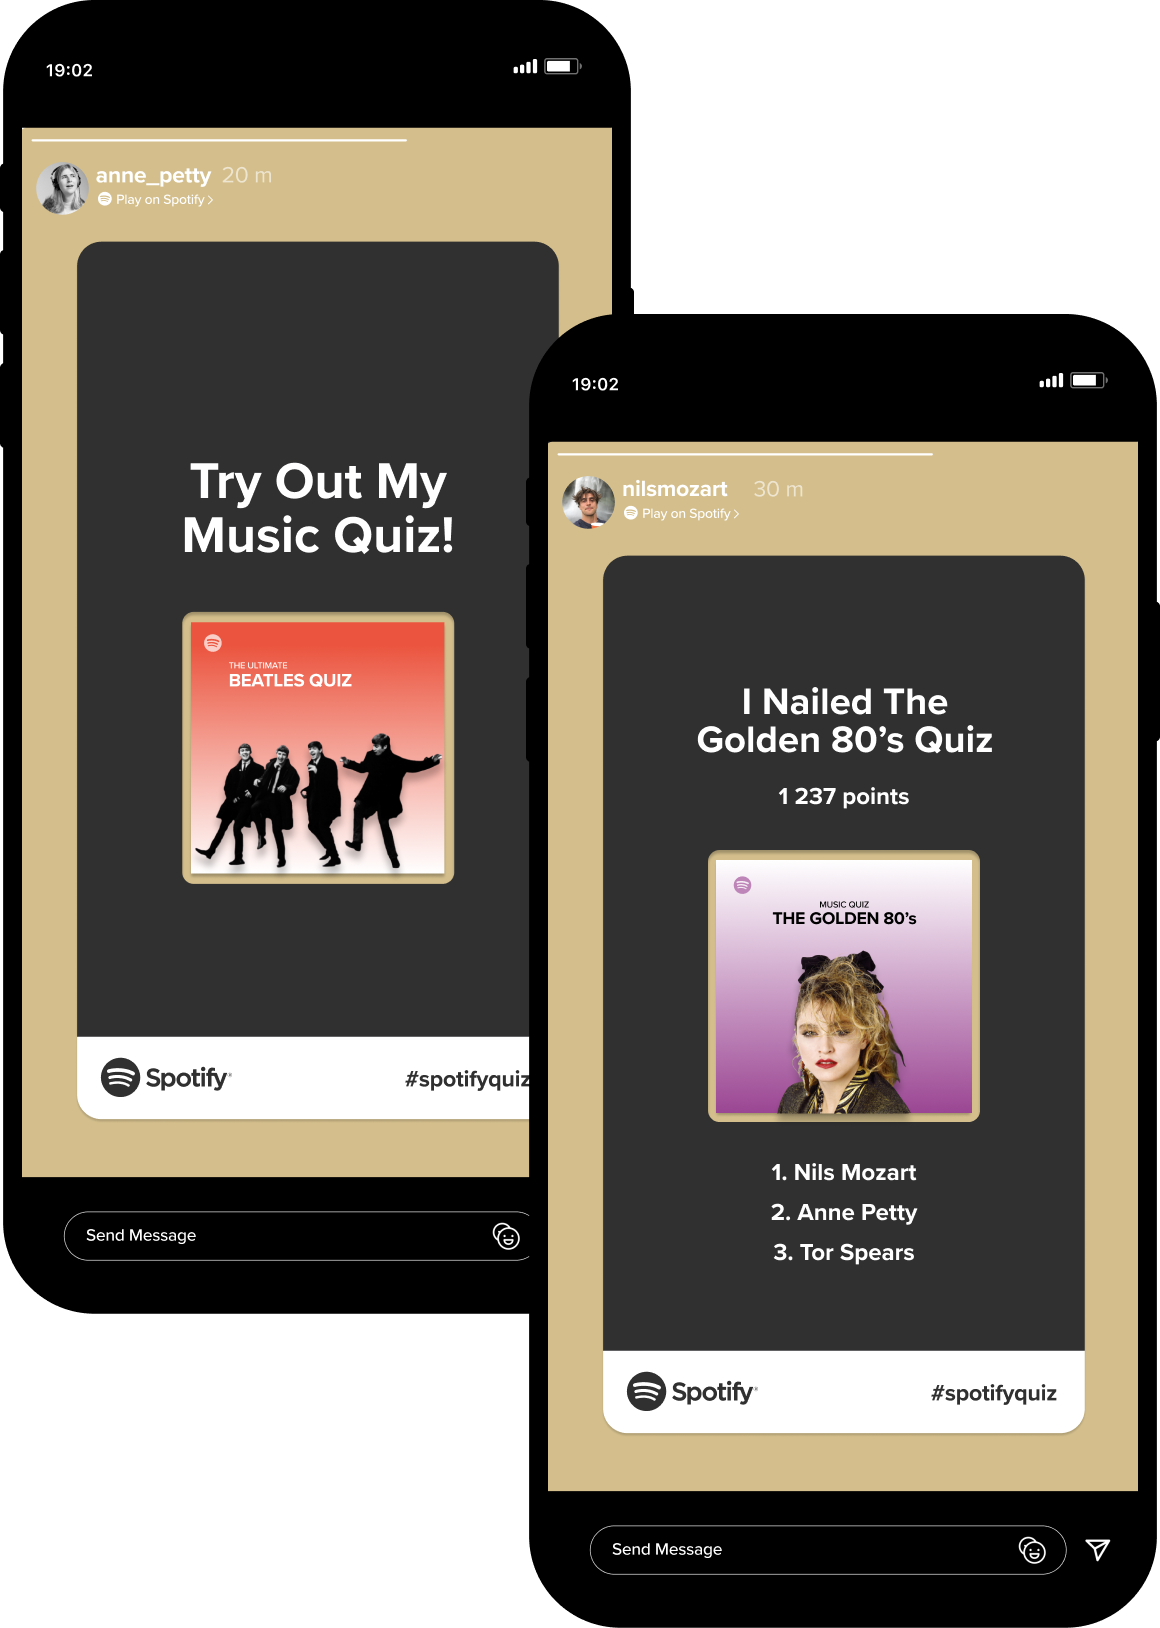 19:02
anne_petty 20 m
Play on Spotify
Try Out My
Music Quiz!
THE ULTIMATE
BEATLES QUIZ
Spotify
#spotifyquiz
Send Message
19:02
nilsmozart 30 m
Play on Spotify
I Nailed The
Golden 80’s Quiz
1 237 points
MUSIC QUIZ
THE GOLDEN 80’s
1. Nils Mozart
2. Anne Petty
3. Tor Spears
Spotify
#spotifyquiz
Send Message